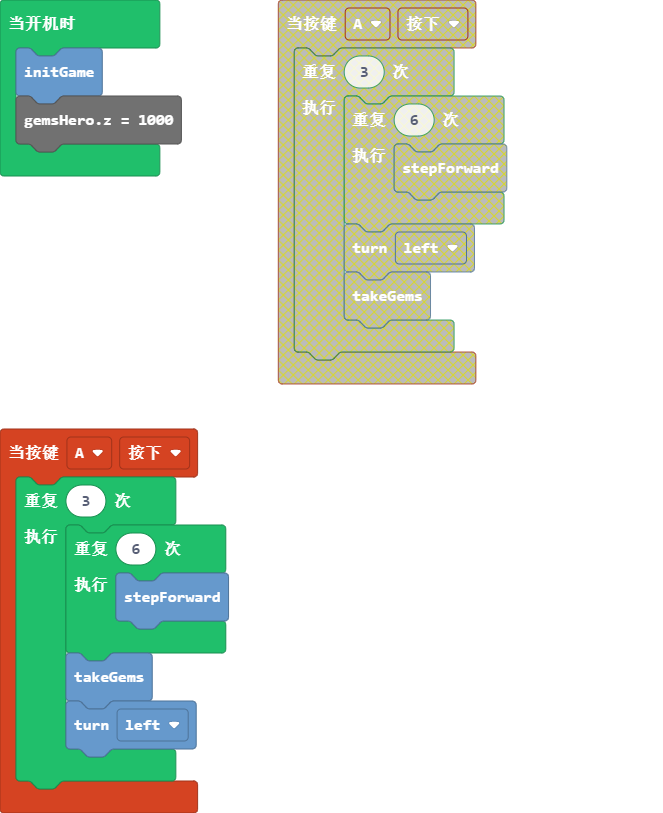 当开机时
initGame
gemsHero.z = 1000
当按键 A 按下
重复 3 次
执行
重复 6 次
执行
stepForward
turn left
takeGems
当按键 A 按下
重复 3 次
执行
重复 6 次
执行
stepForward
takeGems
turn left